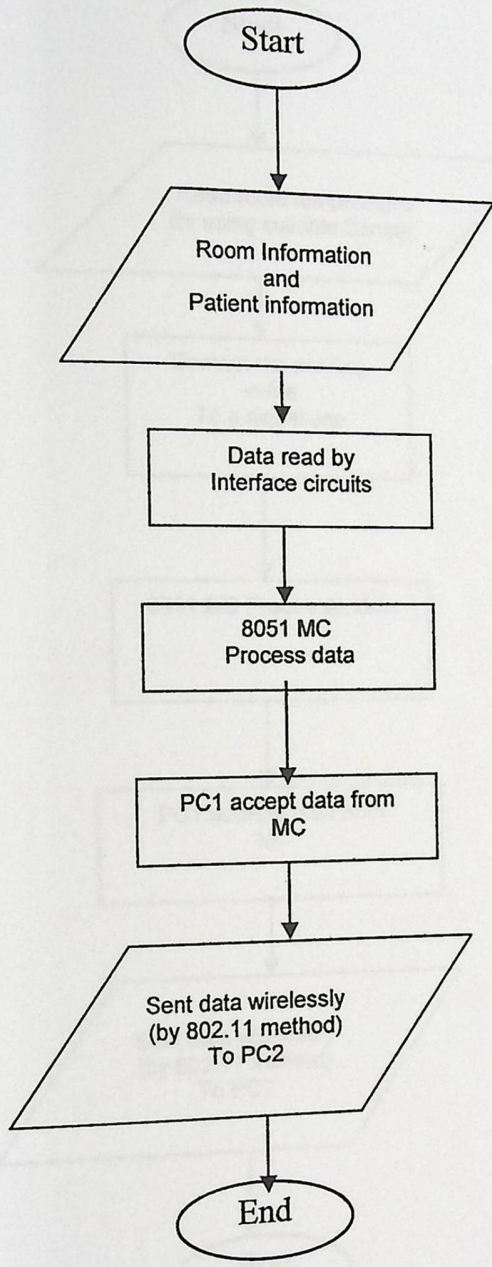 Start
Room Information
and
Patient information
Data read by
Interface circuits
8051 MC
Process data
PC1 accept data from
MC
Sent data wirelessly
(by 802.11 method)
To PC2
End